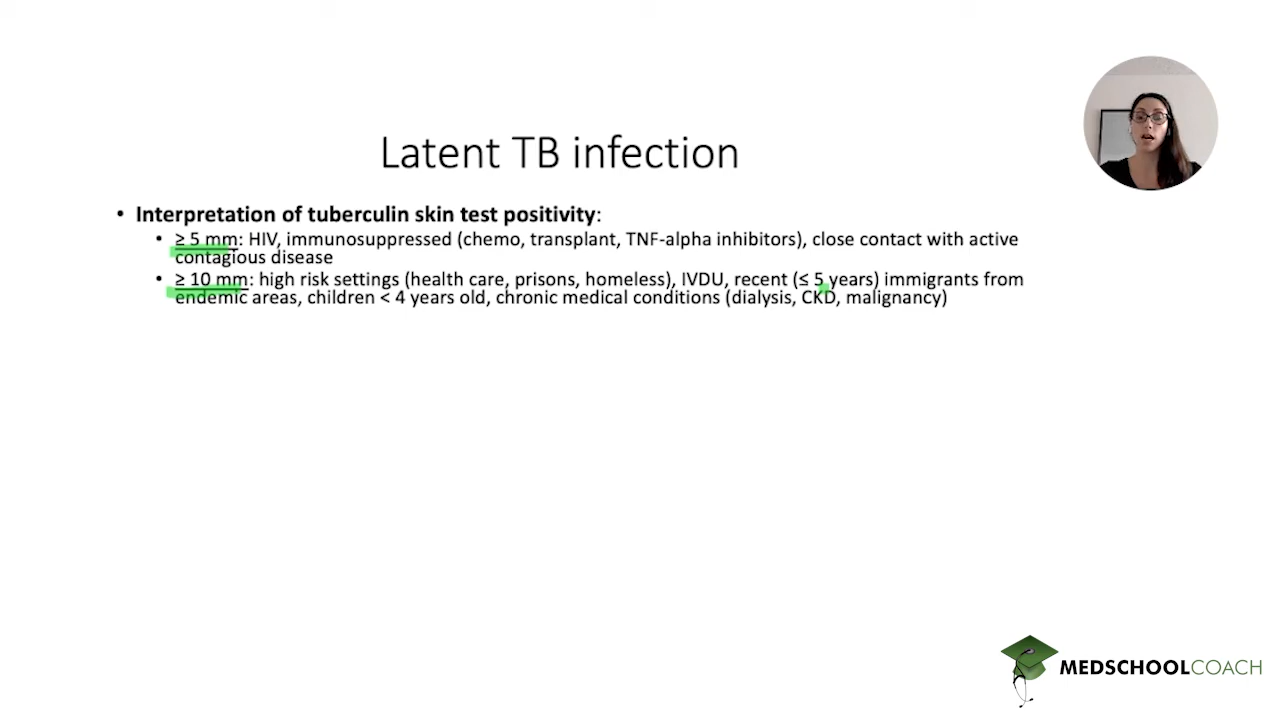 Latent TB infection
• Interpretation of tuberculin skin test positivity:
• ≥ 5 mm: HIV, immunosuppressed (chemo, transplant, TNF-alpha inhibitors), close contact with active
contagious disease
• ≥ 10 mm: high risk settings (health care, prisons, homeless), IVDU, recent (≤ 5 years) immigrants from
endemic areas, children < 4 years old, chronic medical conditions (dialysis, CKD, malignancy)
MEDSCHOOLCOACH